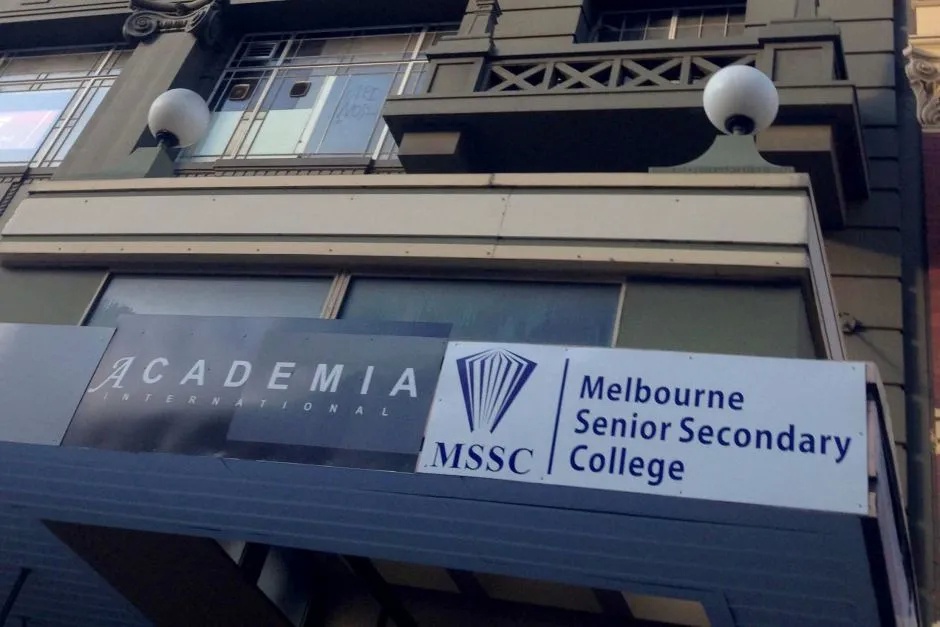 ACADEMIA
INTERNATIONAL
MSSC
Melbourne
Senior Secondary
College